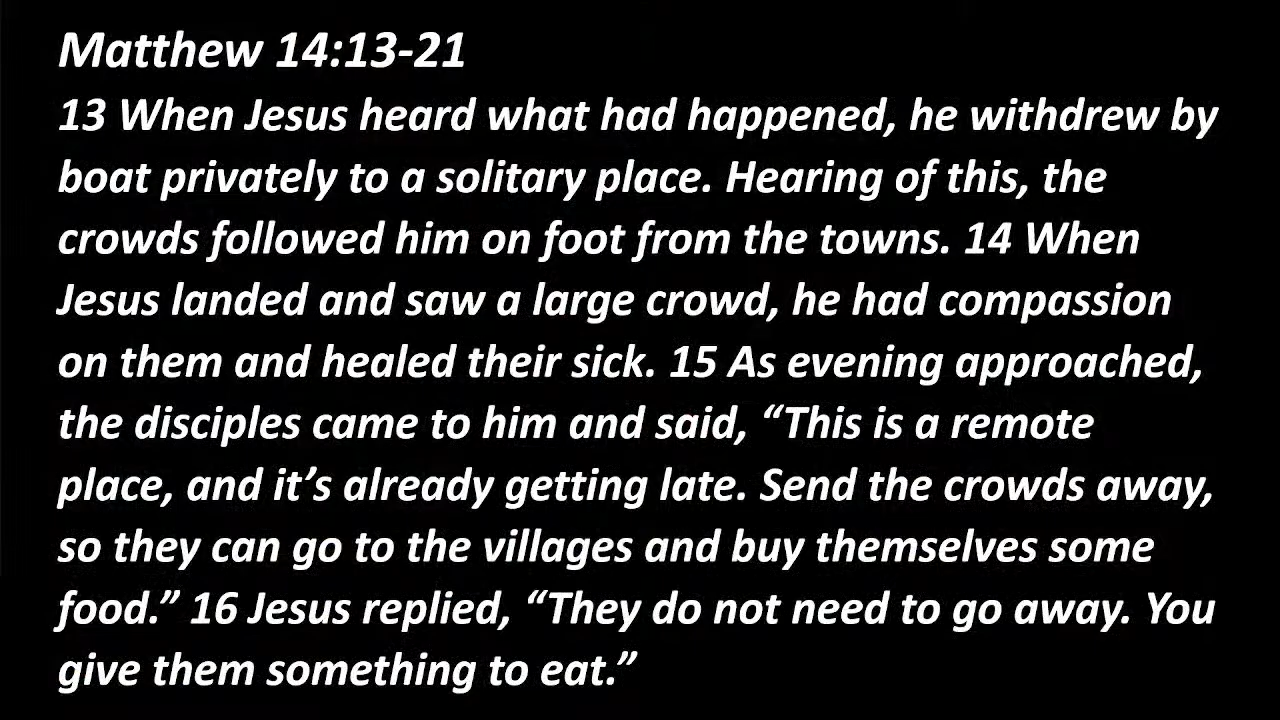 Matthew 14:13-21
13 When Jesus heard what had happened, he withdrew by
boat privately to a solitary place. Hearing of this, the
crowds followed him on foot from the towns. 14 When
Jesus landed and saw a large crowd, he had compassion
on them and healed their sick. 15 As evening approached,
the disciples came to him and said, “This is a remote
place, and it’s already getting late. Send the crowds away,
so they can go to the villages and buy themselves some
food.” 16 Jesus replied, “They do not need to go away. You
give them something to eat.”